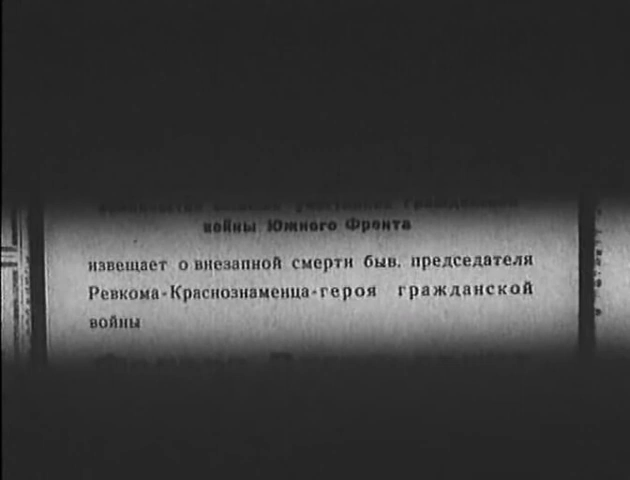 войны Южного Фронта
извещает о внезапной смерти быв. председателя
Ревкома-Краснознаменца-героя гражданской
войны